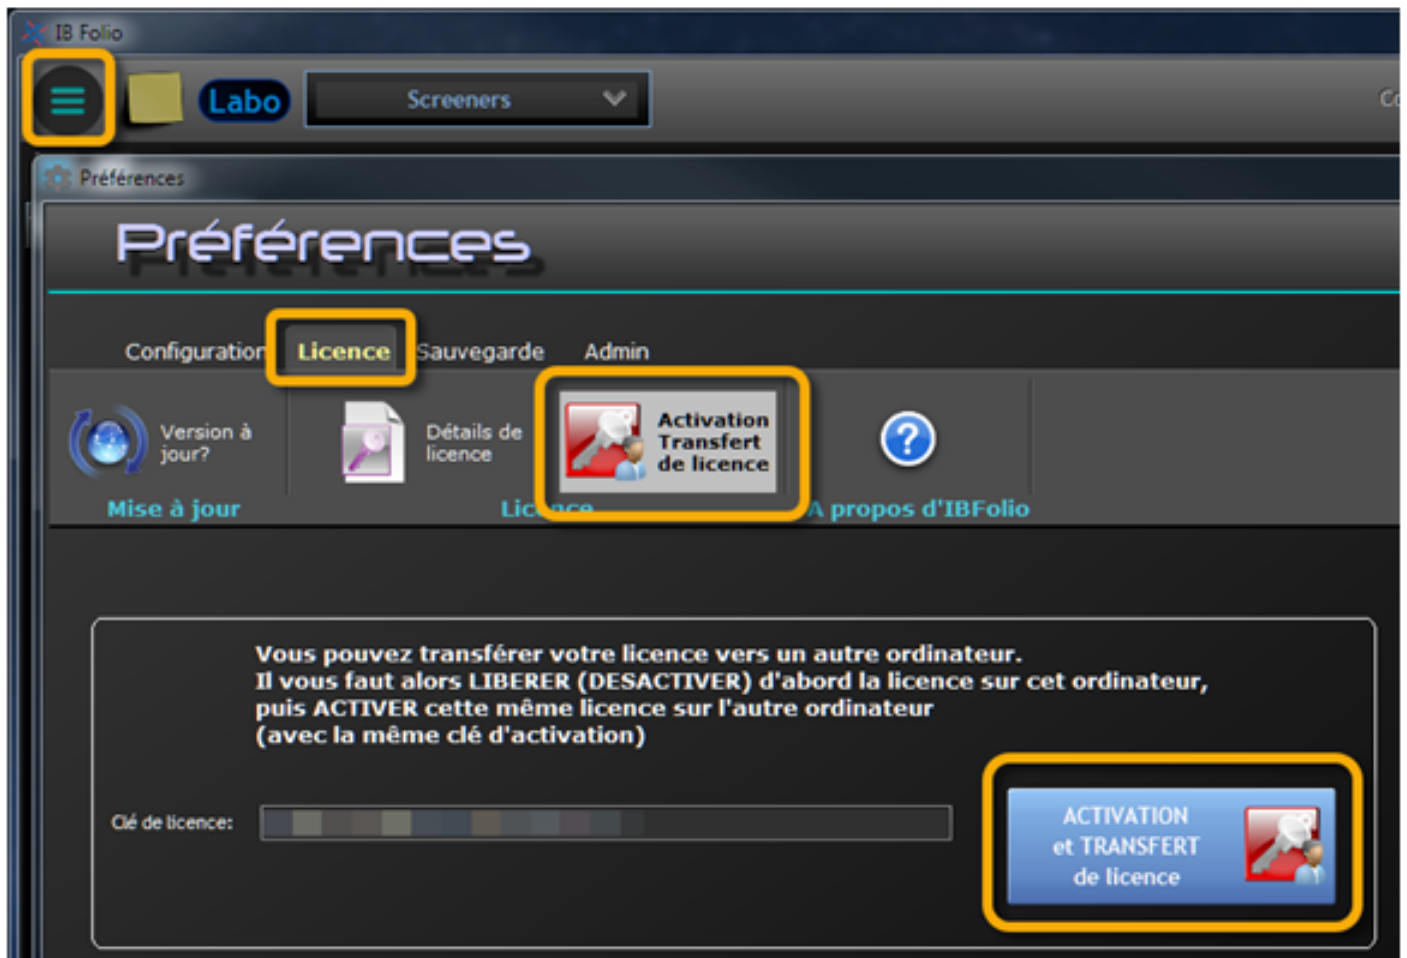 IB Folio
Labo
Screeners
Préférences
Préférences
Configuration
Licence
Sauvegarde
Admin
Version à
jour?
Détails de
licence
Activation
Transfert
de licence
?
Mise à jour
Licence
A propos d'IBFolio
Vous pouvez transférer votre licence vers un autre ordinateur.
Il vous faut alors LIBERER (DESACTIVER) d'abord la licence sur cet ordinateur,
puis ACTIVER cette même licence sur l'autre ordinateur
(avec la même clé d'activation)
Clé de licence:
ACTIVATION
et TRANSFERT
de licence